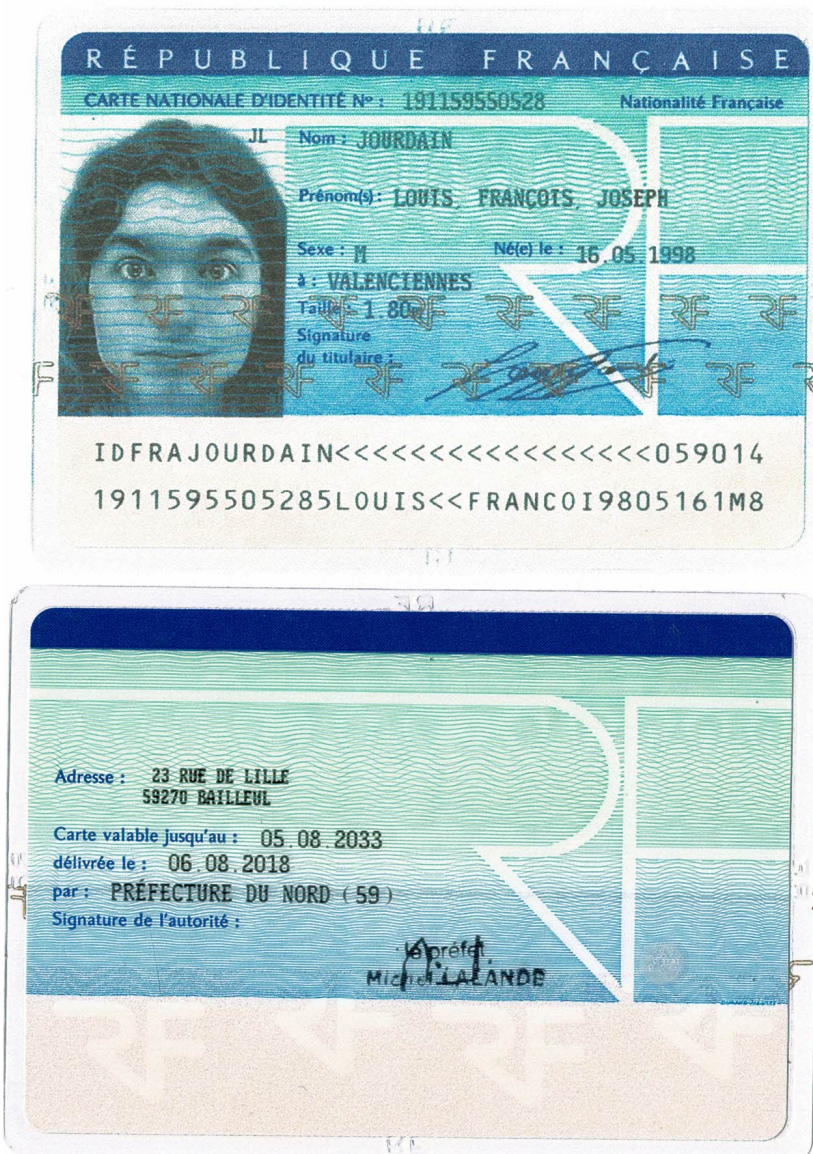 RÉPUBLIQUE FRANÇAISE
CARTE NATIONALE D'IDENTITÉ Nº : 191159550528 Nationalité Française
JL
Nom : JOURDAIN
Prénom(s) : LOUIS, FRANÇOIS, JOSEPH
Sexe : M Né(e) le : 16.05.1998
à : VALENCIENNES
Taille : 1.80m
Signature
du titulaire :
IDFRAJOURDAIN<<<<<<<<<<<<<<<<<059014
1911595505285LOUIS<<FRANCOI9805161M8
Adresse : 23 RUE DE LILLE
59270 BAILLEUL
Carte valable jusqu'au : 05.08.2033
délivrée le : 06.08.2018
par : PRÉFECTURE DU NORD (59)
Signature de l'autorité :
le préfet
Michel LALANDE